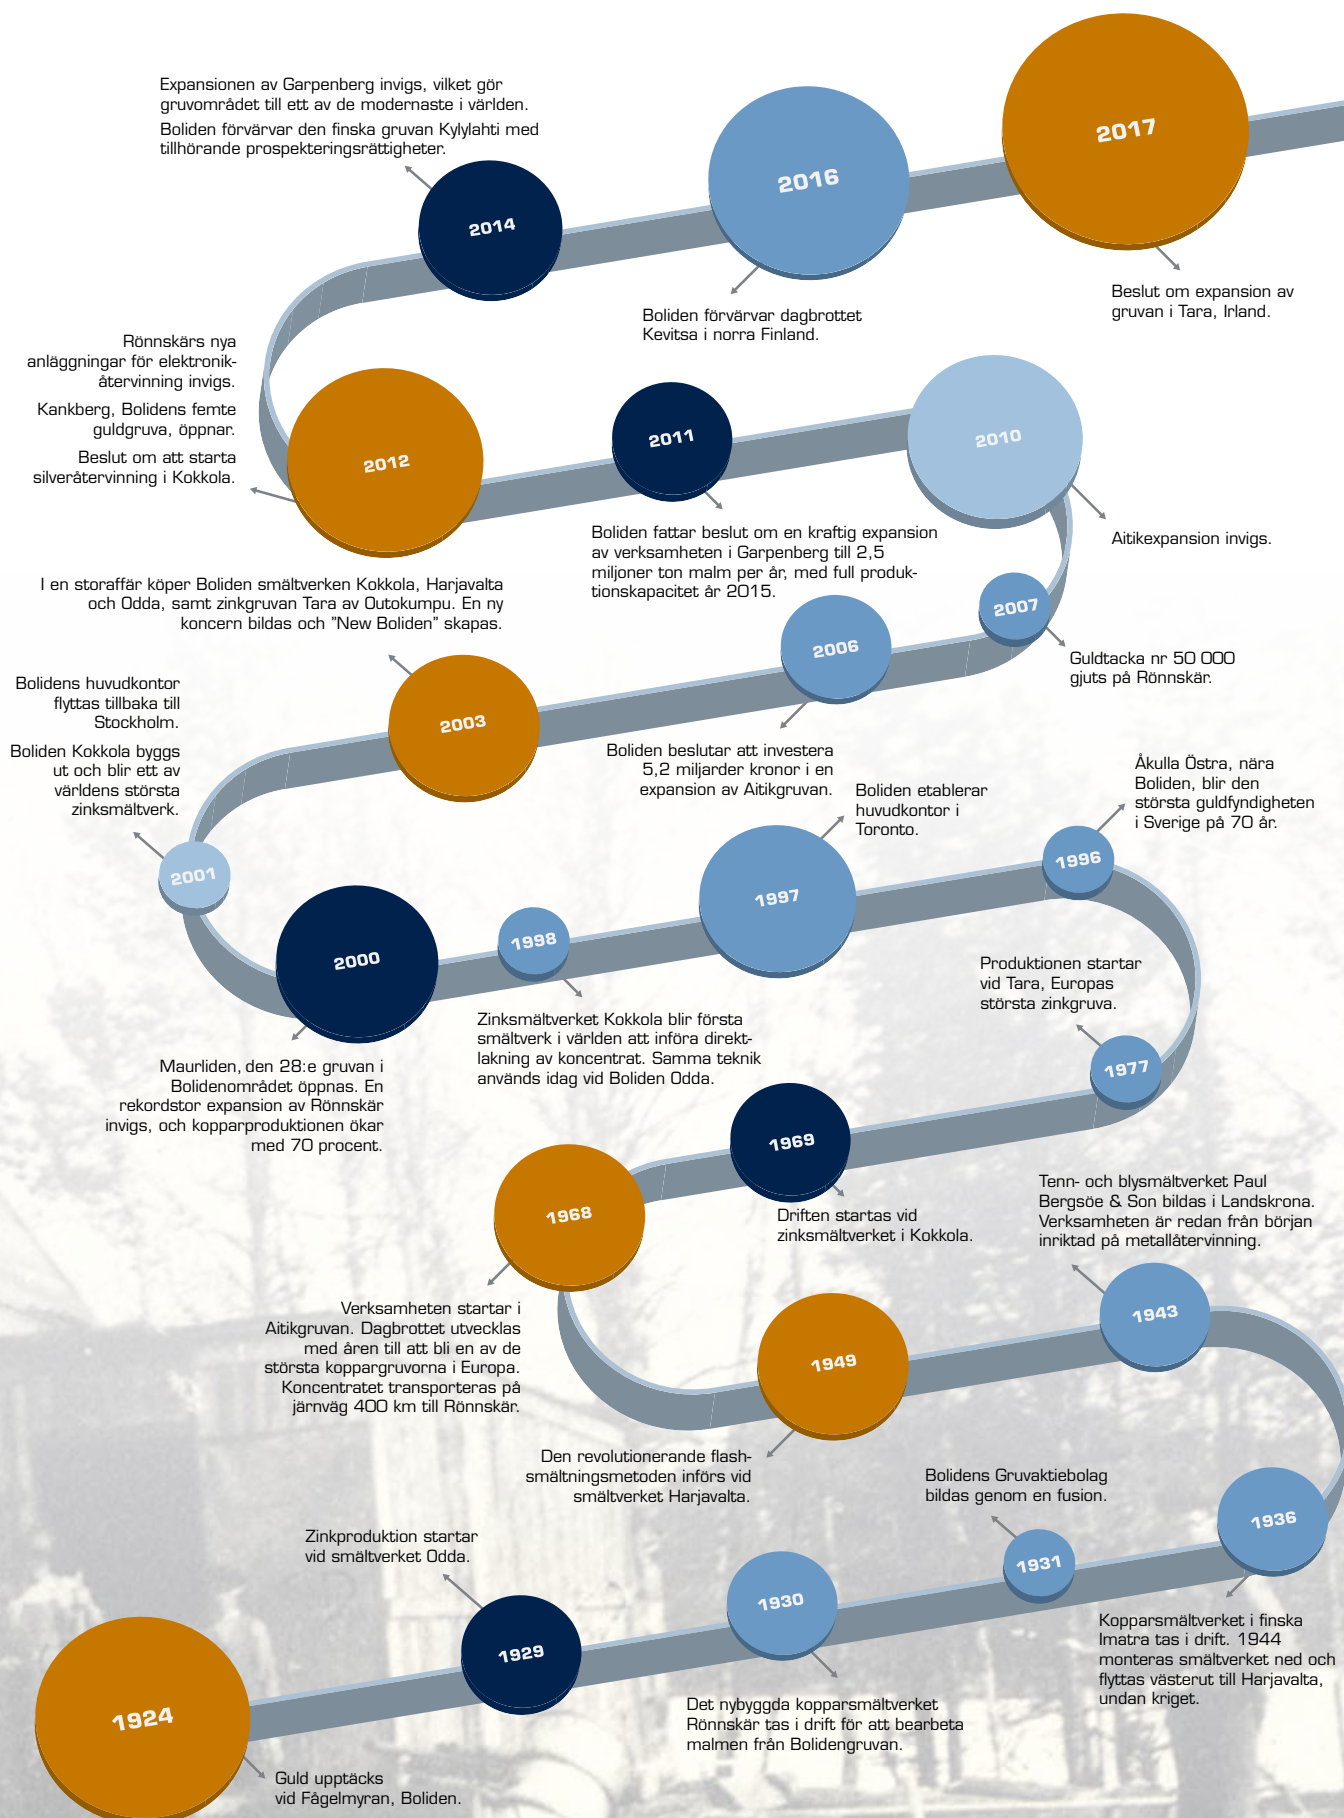 Expansionen av Garpenberg invigs, vilket gör
gruvområdet till ett av de modernaste i världen.
Boliden förvärvar den finska gruvan Kylylahti med
tillhörande prospekteringsrättigheter.
2014
2016
2017
Boliden förvärvar dagbrottet
Kevitsa i norra Finland.
Beslut om expansion av
gruvan i Tara, Irland.
Rönnskärs nya
anläggningar för elektronik-
återvinning invigs.
Kankberg, Bolidens femte
guldgruva, öppnar.
Beslut om att starta
silveråtervinning i Kokkola.
2012
2011
2010
Boliden fattar beslut om en kraftig expansion
av verksamheten i Garpenberg till 2,5
miljoner ton malm per år, med full produk-
tionskapacitet år 2015.
Aitikexpansion invigs.
I en storaffär köper Boliden smältverken Kokkola, Harjavalta
och Odda, samt zinkgruvan Tara av Outokumpu. En ny
koncern bildas och ”New Boliden” skapas.
2003
2006
2007
Guldtacka nr 50 000
gjuts på Rönnskär.
Boliden beslutar att investera
5,2 miljarder kronor i en
expansion av Aitikgruvan.
Bolidens huvudkontor
flyttas tillbaka till
Stockholm.
Boliden Kokkola byggs
ut och blir ett av
världens största
zinksmältverk.
2001
2000
1998
1997
1996
Boliden etablerar
huvudkontor i
Toronto.
Åkulla Östra, nära
Boliden, blir den
största guldfyndigheten
i Sverige på 70 år.
Maurliden, den 28:e gruvan i
Bolidenområdet öppnas. En
rekordstor expansion av Rönnskär
invigs, och kopparproduktionen ökar
med 70 procent.
Zinksmältverket Kokkola blir första
smältverk i världen att införa direkt-
lakning av koncentrat. Samma teknik
används idag vid Boliden Odda.
Produktionen startar
vid Tara, Europas
största zinkgruva.
1977
1969
1968
Driften startas vid
zinksmältverket i Kokkola.
Verksamheten startar i
Aitikgruvan. Dagbrottet utvecklas
med åren till att bli en av de
största koppargruvorna i Europa.
Koncentratet transporteras på
järnväg 400 km till Rönnskär.
Tenn- och blysmältverket Paul
Bergsöe & Son bildas i Landskrona.
Verksamheten är redan från början
inriktad på metallåtervinning.
1943
1949
Den revolutionerande flash-
smältningsmetoden införs vid
smältverket Harjavalta.
Bolidens Gruvaktiebolag
bildas genom en fusion.
1936
1931
1930
1929
1924
Zinkproduktion startar
vid smältverket Odda.
Kopparsmältverket i finska
Imatra tas i drift. 1944
monteras smältverket ned och
flyttas västerut till Harjavalta,
undan kriget.
Det nybyggda kopparsmältverket
Rönnskär tas i drift för att bearbeta
malmen från Bolidengruvan.
Guld upptäcks
vid Fågelmyran, Boliden.